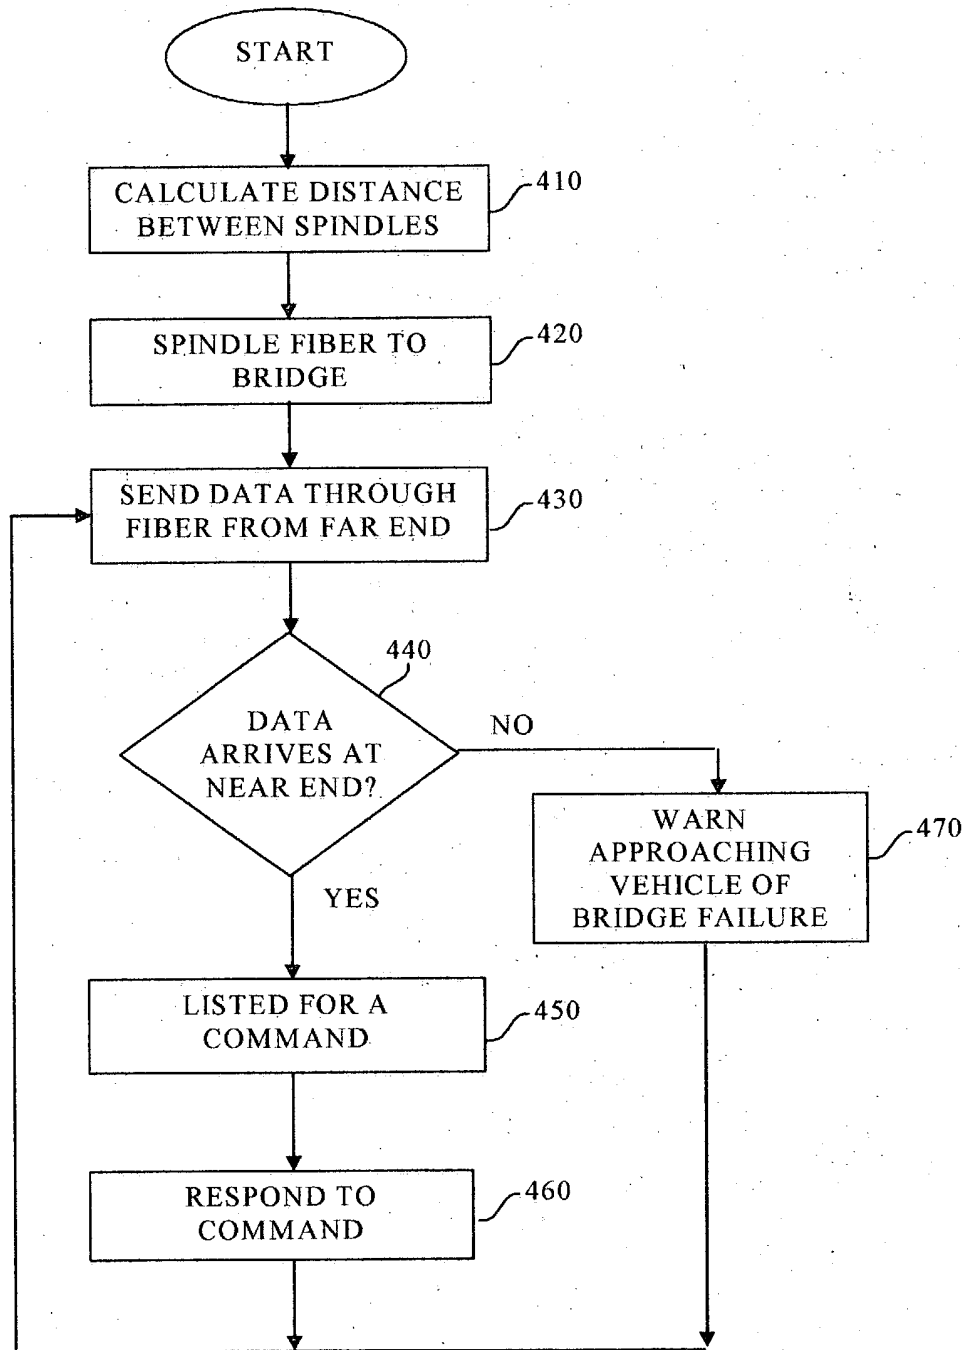 START
CALCULATE DISTANCE
BETWEEN SPINDLES
410
SPINDLE FIBER TO
BRIDGE
420
SEND DATA THROUGH
FIBER FROM FAR END
430
440
DATA
ARRIVES AT
NEAR END?
NO
WARN
APPROACHING
VEHICLE OF
BRIDGE FAILURE
470
YES
LISTED FOR A
COMMAND
450
RESPOND TO
COMMAND
460